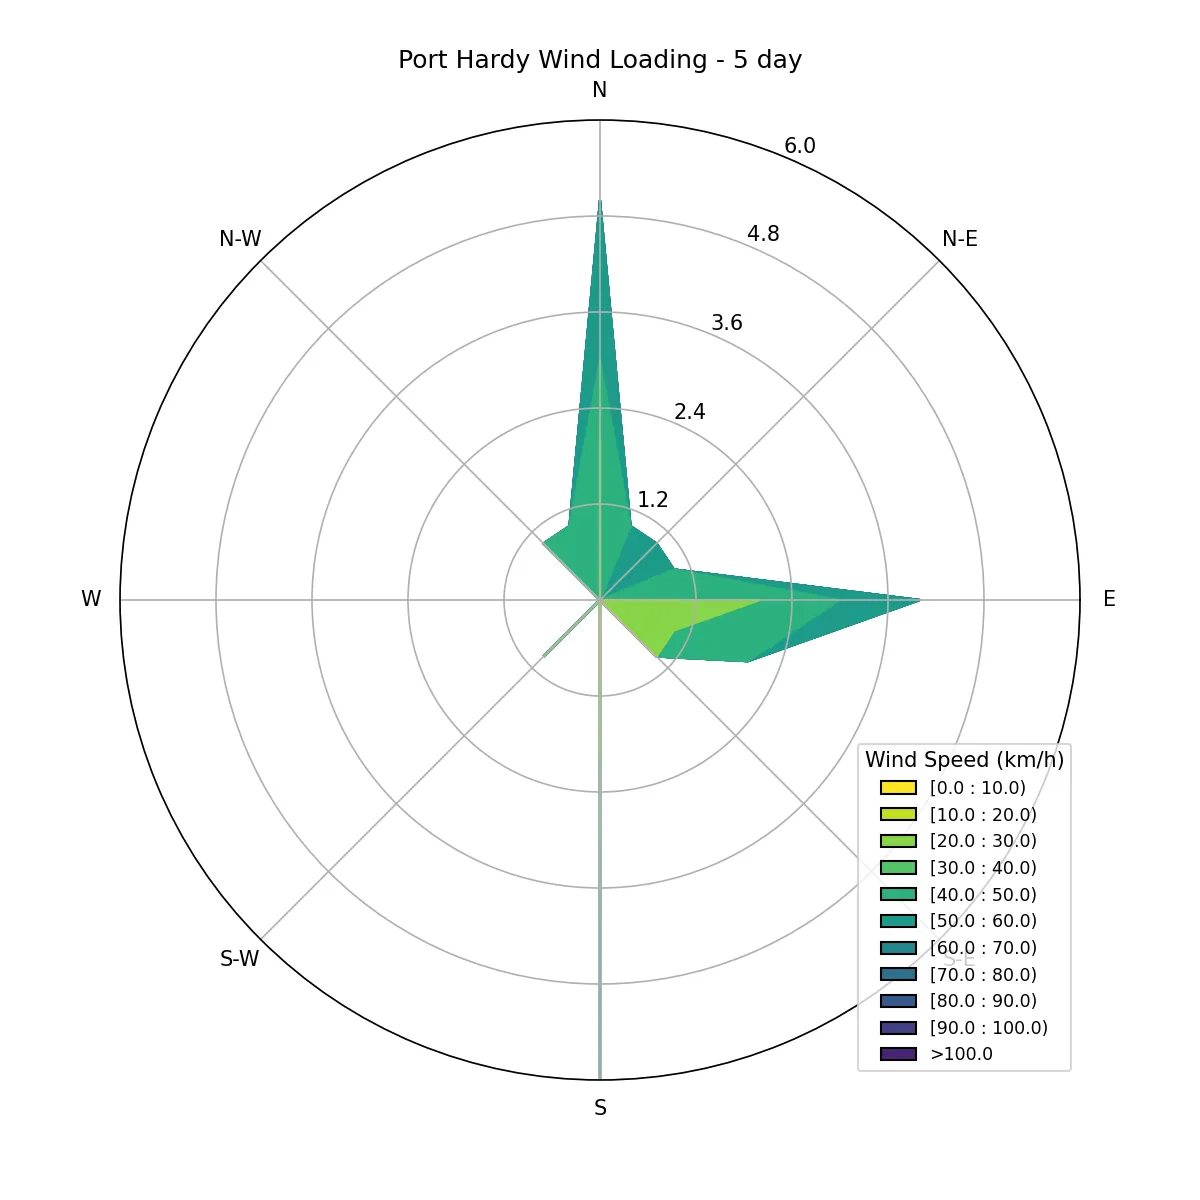 Port Hardy Wind Loading - 5 day
N
6.0
N-W
4.8
N-E
3.6
2.4
1.2
W
E
Wind Speed (km/h)
[0.0 : 10.0)
[10.0 : 20.0)
[20.0 : 30.0)
[30.0 : 40.0)
[40.0 : 50.0)
[50.0 : 60.0)
[60.0 : 70.0)
[70.0 : 80.0)
[80.0 : 90.0)
[90.0 : 100.0)
>100.0
S-W
S-E
S